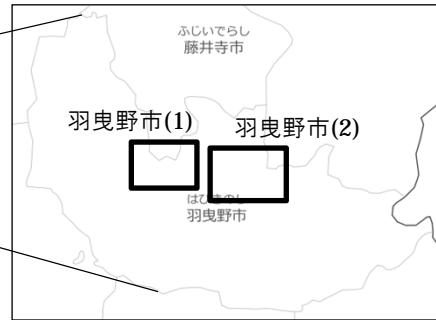 ふじいでらし
藤井寺市
羽曳野市(1)
羽曳野市(2)
はびきのし
羽曳野市